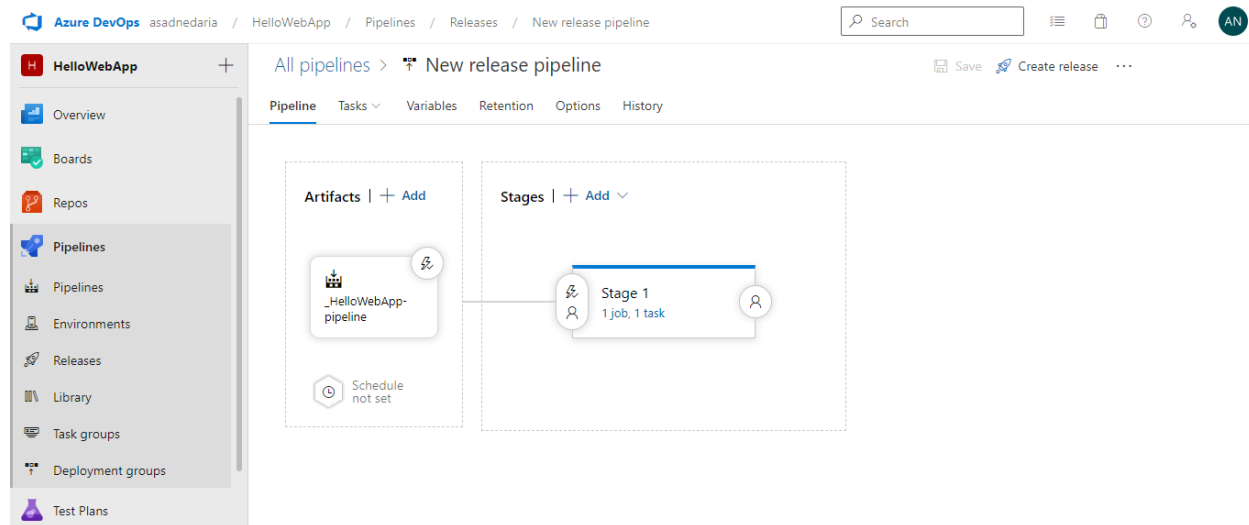 Azure DevOps asadnedaria / HelloWebApp / Pipelines / Releases / New release pipeline
Search
AN
H HelloWebApp
All pipelines > New release pipeline
Save Create release ...
Pipeline Tasks Variables Retention Options History
Overview
Boards
Repos
Pipelines
Pipelines
Environments
Releases
Library
Task groups
Deployment groups
Test Plans
Artifacts | + Add
_HelloWebApp-
pipeline
Schedule
not set
Stages | + Add
Stage 1
1 job, 1 task